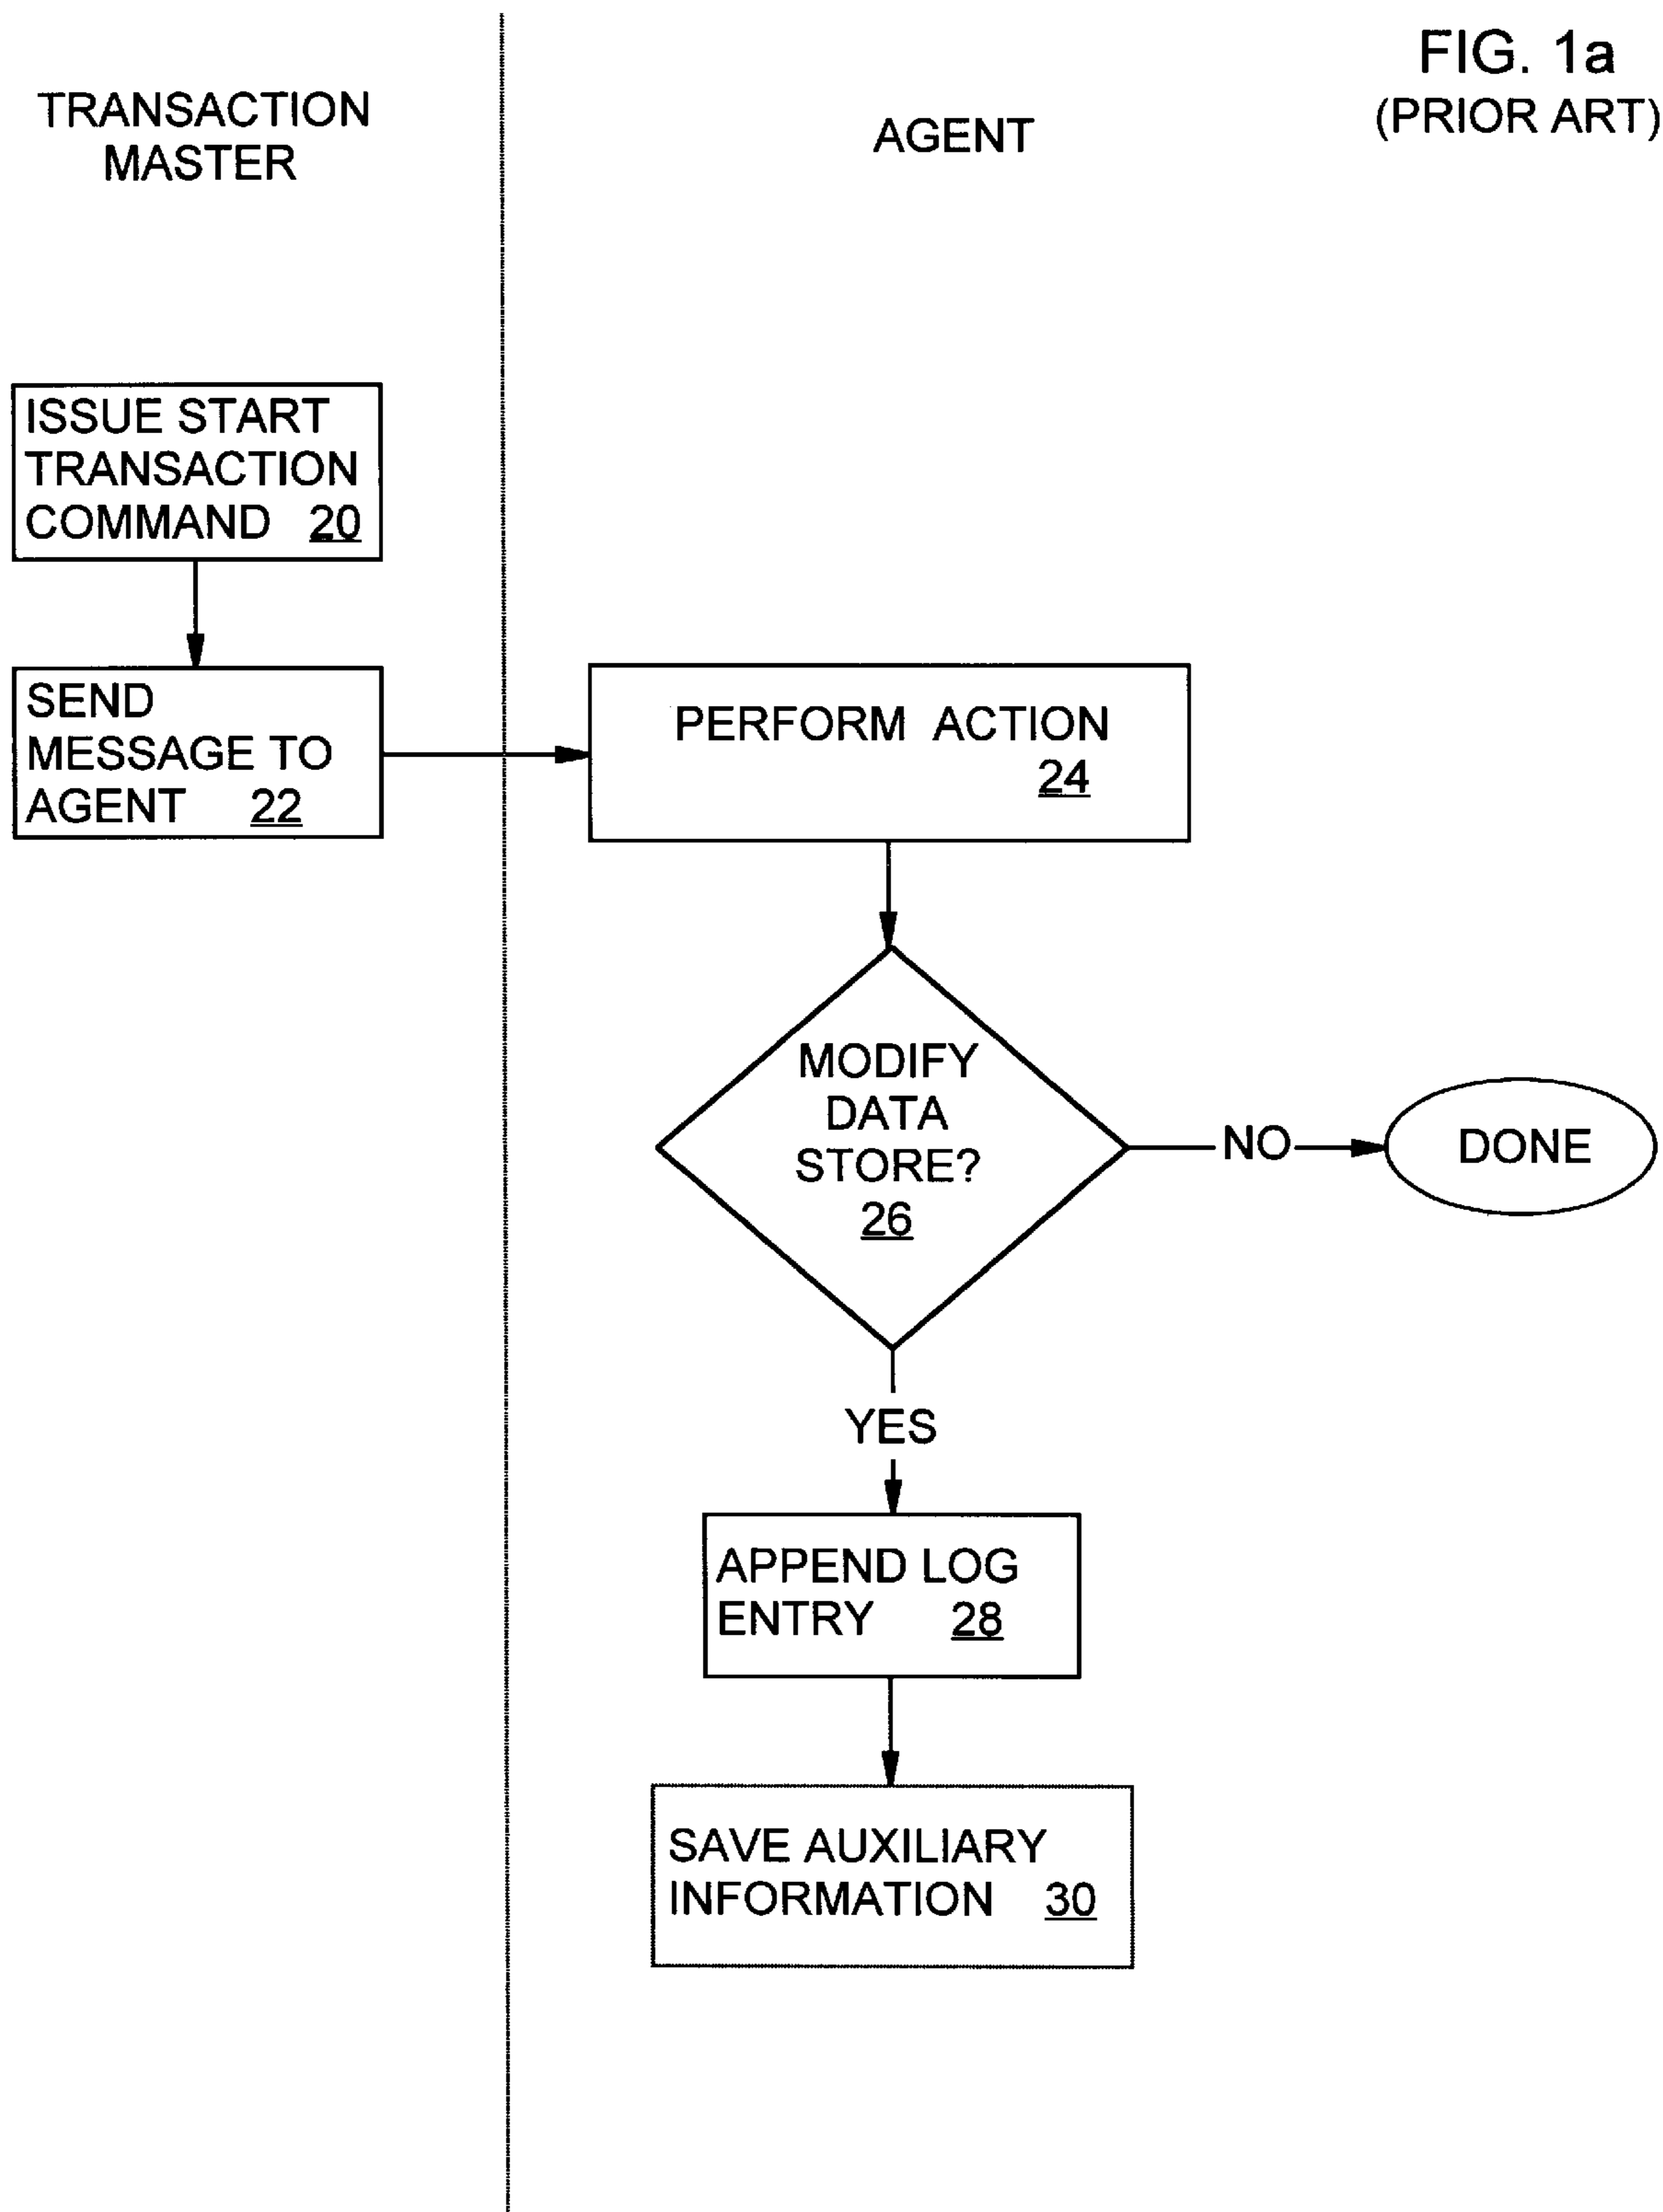 FIG. 1a
(PRIOR ART)
TRANSACTION
MASTER
AGENT
ISSUE START
TRANSACTION
COMMAND 20
SEND
MESSAGE TO
AGENT 22
PERFORM ACTION
24
MODIFY
DATA
STORE?
26
NO
DONE
YES
APPEND LOG
ENTRY 28
SAVE AUXILIARY
INFORMATION 30